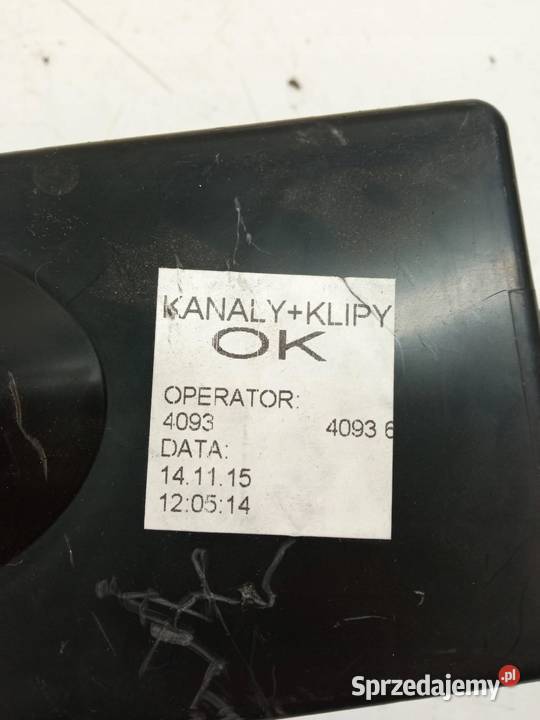 KANALY+KLIPY
OK
OPERATOR:
4093 4093 6
DATA:
14.11.15
12:05:14
Sprzedajemy .pl